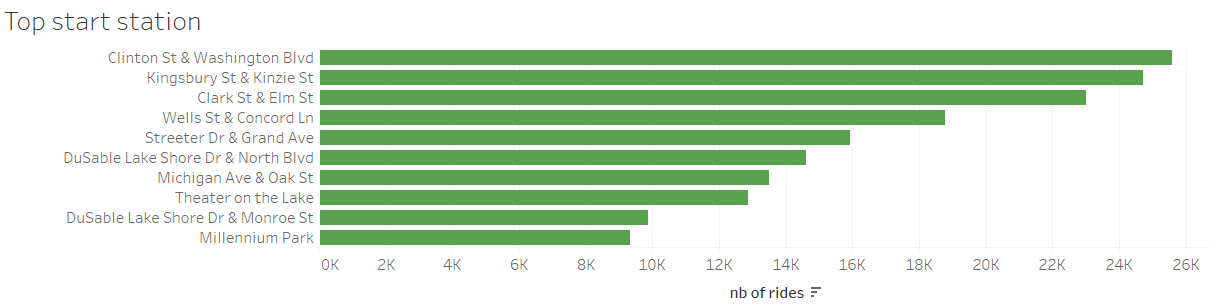 Top start station
Clinton St & Washington Blvd
Kingsbury St & Kinzie St
Clark St & Elm St
Wells St & Concord Ln
Streeter Dr & Grand Ave
DuSable Lake Shore Dr & North Blvd
Michigan Ave & Oak St
Theater on the Lake
DuSable Lake Shore Dr & Monroe St
Millennium Park
0K 2K 4K 6K 8K 10K 12K 14K 16K 18K 20K 22K 24K 26K
nb of rides